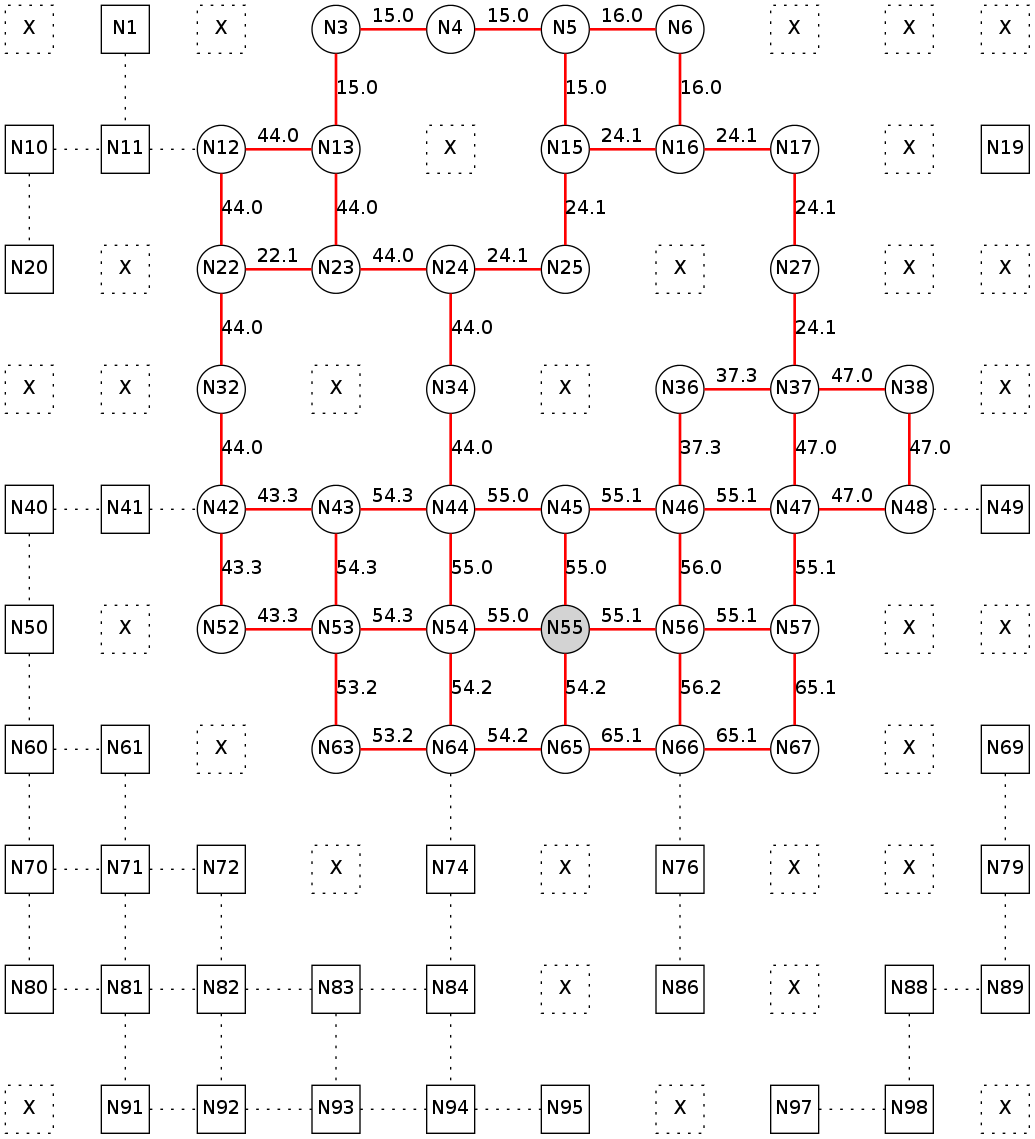 X N1 X N3 15.0 N4 15.0 N5 16.0 N6 X X X
15.0 15.0 16.0
N10 N11 N12 44.0 N13 X N15 24.1 N16 24.1 N17 X N19
44.0 44.0 24.1 24.1
N20 X N22 22.1 N23 44.0 N24 24.1 N25 X N27 X X
44.0 44.0 24.1
X X N32 X N34 X N36 37.3 N37 47.0 N38 X
44.0 44.0 37.3 47.0 47.0
N40 N41 N42 43.3 N43 54.3 N44 55.0 N45 55.1 N46 55.1 N47 47.0 N48 N49
43.3 54.3 55.0 55.0 56.0 55.1
N50 X N52 43.3 N53 54.3 N54 55.0 N55 55.1 N56 55.1 N57 X X
53.2 54.2 54.2 56.2 65.1
N60 N61 X N63 53.2 N64 54.2 N65 65.1 N66 65.1 N67 X N69
N70 N71 N72 X N74 X N76 X X N79
N80 N81 N82 N83 N84 X N86 X N88 N89
X N91 N92 N93 N94 N95 X N97 N98 X